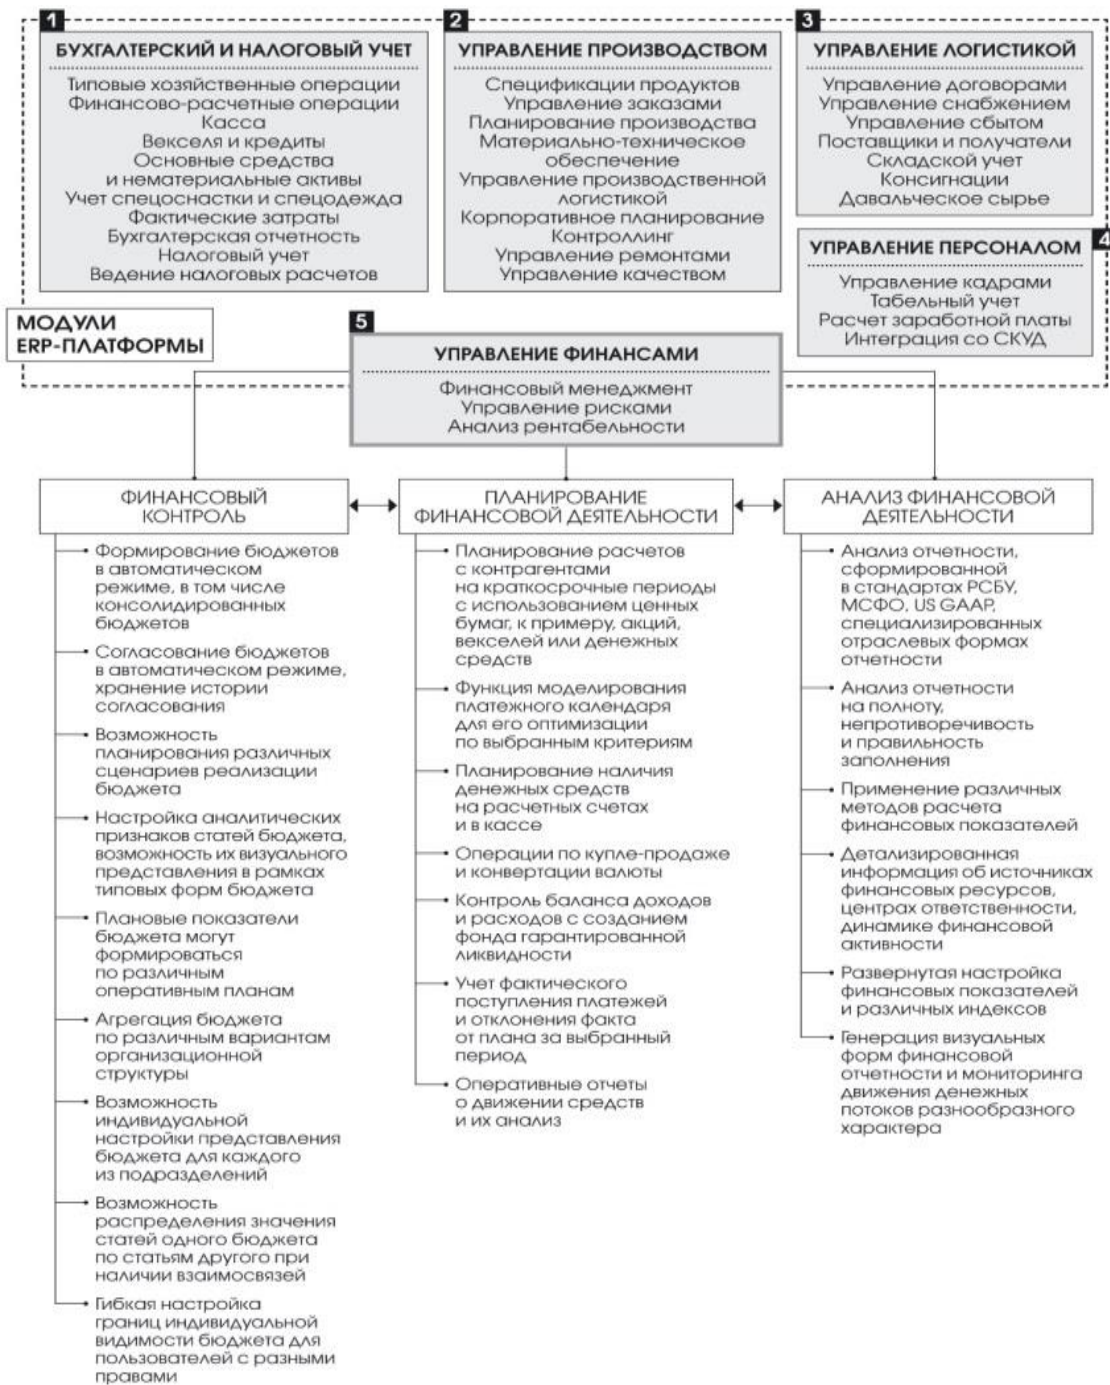 1
БУХГАЛТЕРСКИЙ И НАЛОГОВЫЙ УЧЕТ
Типовые хозяйственные операции
Финансово-расчетные операции
Касса
Векселя и кредиты
Основные средства
и нематериальные активы
Учет спецоснастки и спецодежда
Фактические затраты
Бухгалтерская отчетность
Налоговый учет
Ведение налоговых расчетов
2
УПРАВЛЕНИЕ ПРОИЗВОДСТВОМ
Спецификации продуктов
Управление заказами
Планирование производства
Материально-техническое
обеспечение
Управление производственной
логистикой
Корпоративное планирование
Контроллинг
Управление ремонтами
Управление качеством
3
УПРАВЛЕНИЕ ЛОГИСТИКОЙ
Управление договорами
Управление снабжением
Управление сбытом
Поставщики и получатели
Складской учет
Консигнации
Давальческое сырье
4
УПРАВЛЕНИЕ ПЕРСОНАЛОМ
Управление кадрами
Табельный учет
Расчет заработной платы
Интеграция со СКУД
МОДУЛИ
ERP-ПЛАТФОРМЫ
5
УПРАВЛЕНИЕ ФИНАНСАМИ
Финансовый менеджмент
Управление рисками
Анализ рентабельности
ФИНАНСОВЫЙ
КОНТРОЛЬ
Формирование бюджетов
в автоматическом
режиме, в том числе
консолидированных
бюджетов
Согласование бюджетов
в автоматическом режиме,
хранение истории
согласования
Возможность
планирования различных
сценариев реализации
бюджета
Настройка аналитических
признаков статей бюджета,
возможность их визуального
представления в рамках
типовых форм бюджета
Плановые показатели
бюджета могут
формироваться
по различным
оперативным планам
Агрегация бюджета
по различным вариантам
организационной
структуры
Возможность
индивидуальной
настройки представления
бюджета для каждого
из подразделений
Возможность
распределения значения
статей одного бюджета
по статьям другого при
наличии взаимосвязей
Гибкая настройка
границ индивидуальной
видимости бюджета для
пользователей с разными
правами
ПЛАНИРОВАНИЕ
ФИНАНСОВОЙ ДЕЯТЕЛЬНОСТИ
Планирование расчетов
с контрагентами
на краткосрочные периоды
с использованием ценных
бумаг, к примеру, акций,
векселей или денежных
средств
Функция моделирования
платежного календаря
для его оптимизации
по выбранным критериям
Планирование наличия
денежных средств
на расчетных счетах
и в кассе
Операции по купле-продаже
и конвертации валюты
Контроль баланса доходов
и расходов с созданием
фонда гарантированной
ликвидности
Учет фактического
поступления платежей
и отклонения факта
от плана за выбранный
период
Оперативные отчеты
о движении средств
и их анализ
АНАЛИЗ ФИНАНСОВОЙ
ДЕЯТЕЛЬНОСТИ
Анализ отчетности,
сформированной
в стандартах РСБУ,
МСФО, US GAAP,
специализированных
отраслевых формах
отчетности
Анализ отчетности
на полноту,
непротиворечивость
и правильность
заполнения
Применение различных
методов расчета
финансовых показателей
Детализированная
информация об источниках
финансовых ресурсов,
центрах ответственности,
динамике финансовой
активности
Развернутая настройка
финансовых показателей
и различных индексов
Генерация визуальных
форм финансовой
отчетности и мониторинга
движения денежных
потоков разнообразного
характера